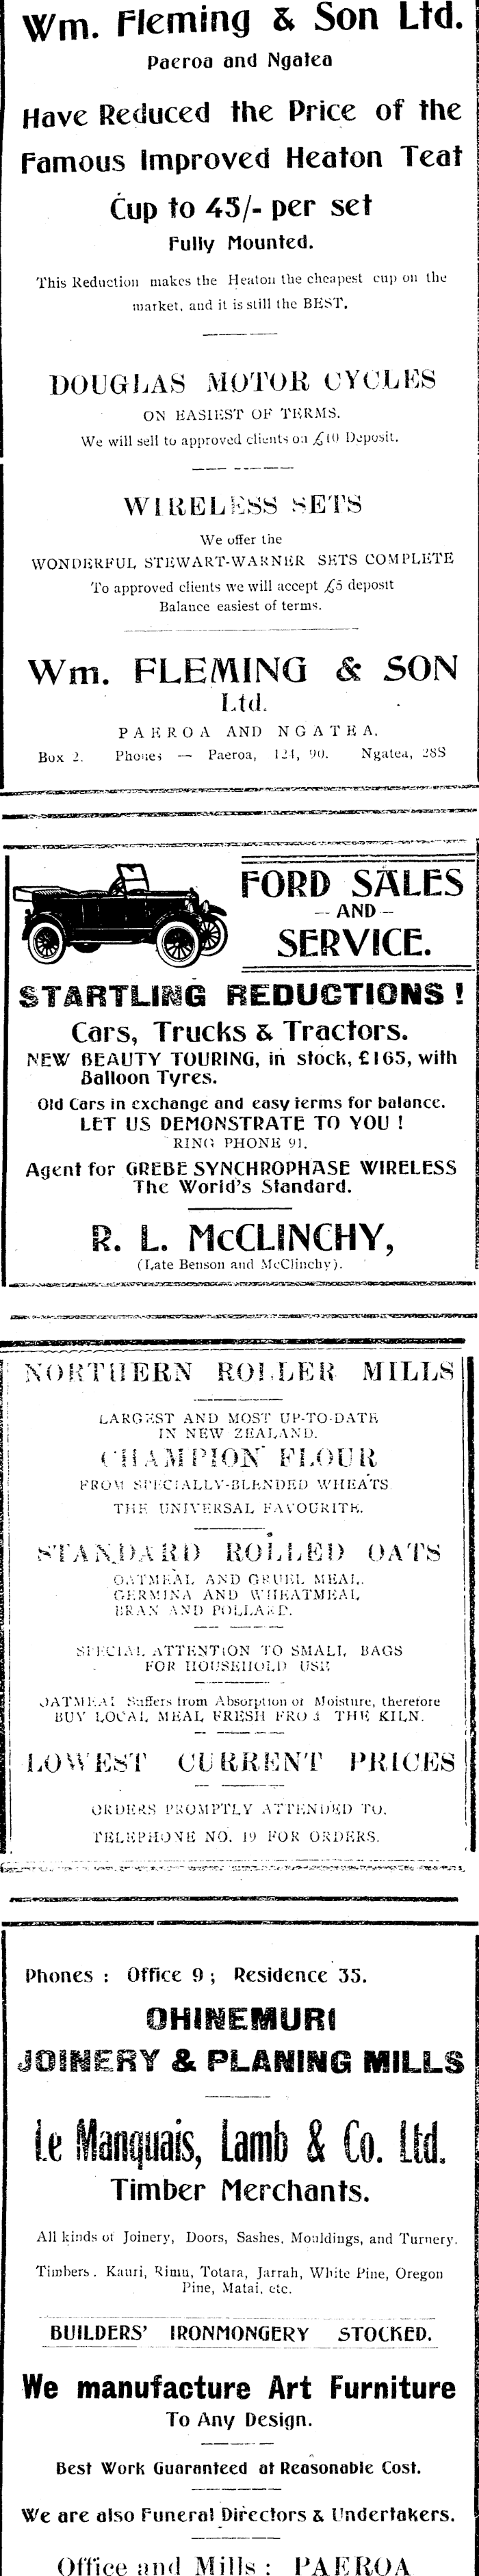 Wm. Fleming & Son Ltd.
Paeroa and Ngatea
Have Reduced the Price of the
Famous Improved Heaton Teat
Cup to 45/- per set
Fully Mounted.
This Reduction makes the Heaton the cheapest cup on the
market, and it is still the BEST.
DOUGLAS MOTOR CYCLES
ON EASIEST OF TERMS.
We will sell to approved clients on £10 Deposit.
WIRELESS SETS
We offer the
WONDERFUL STEWART-WARNER SETS COMPLETE
To approved clients we will accept £5 deposit
Balance easiest of terms.
Wm. FLEMING & SON
Ltd.
PAEROA AND NGATEA.
Box 2. Phones — Paeroa, 124, 90. Ngatea, 28S
FORD SALES
— AND —
SERVICE.
STARTLING REDUCTIONS !
Cars, Trucks & Tractors.
NEW BEAUTY TOURING, in stock, £165, with
Balloon Tyres.
Old Cars in exchange and easy terms for balance.
LET US DEMONSTRATE TO YOU !
RING PHONE 91.
Agent for GREBE SYNCHROPHASE WIRELESS
The World's Standard.
R. L. McCLINCHY,
(Late Benson and McClinchy).
NORTHERN ROLLER MILLS
LARGEST AND MOST UP-TO-DATE
IN NEW ZEALAND.
CHAMPION FLOUR
FROM SPECIALLY-BLENDED WHEATS
THE UNIVERSAL FAVOURITE.
STANDARD ROLLED OATS
OATMEAL AND GRUEL MEAL.
GERMINA AND WHEATMEAL
BRAN AND POLLARD.
SPECIAL ATTENTION TO SMALL BAGS
FOR HOUSEHOLD USE
OATMEAL Suffers from Absorption of Moisture, therefore
BUY LOCAL MEAL FRESH FROM THE KILN.
LOWEST CURRENT PRICES
ORDERS PROMPTLY ATTENDED TO.
TELEPHONE NO. 19 FOR ORDERS.
Phones : Office 9 ; Residence 35.
OHINEMURI
JOINERY & PLANING MILLS
Le Manquais, Lamb & Co. Ltd.
Timber Merchants.
All kinds of Joinery, Doors, Sashes, Mouldings, and Turnery.
Timbers. Kauri, Rimu, Totara, Jarrah, White Pine, Oregon
Pine, Matai, etc.
BUILDERS' IRONMONGERY STOCKED.
We manufacture Art Furniture
To Any Design.
Best Work Guaranteed at Reasonable Cost.
We are also Funeral Directors & Undertakers.
Office and Mills : PAEROA